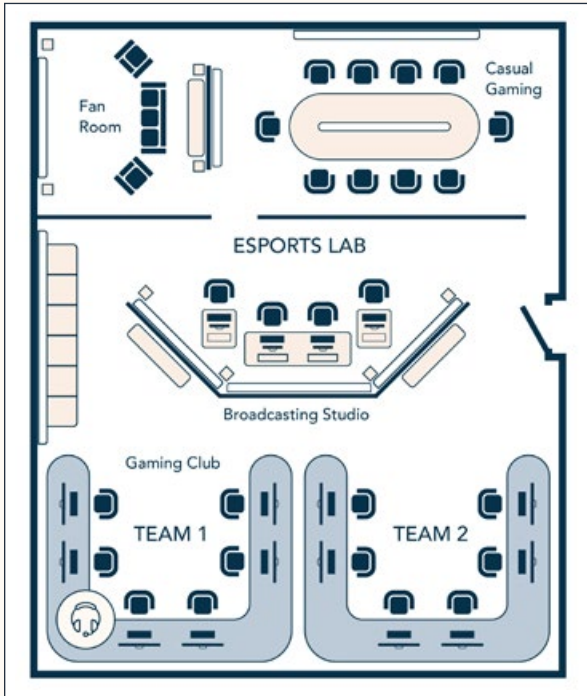 Fan
Room
Casual
Gaming
ESPORTS LAB
Broadcasting Studio
Gaming Club
TEAM 1
TEAM 2